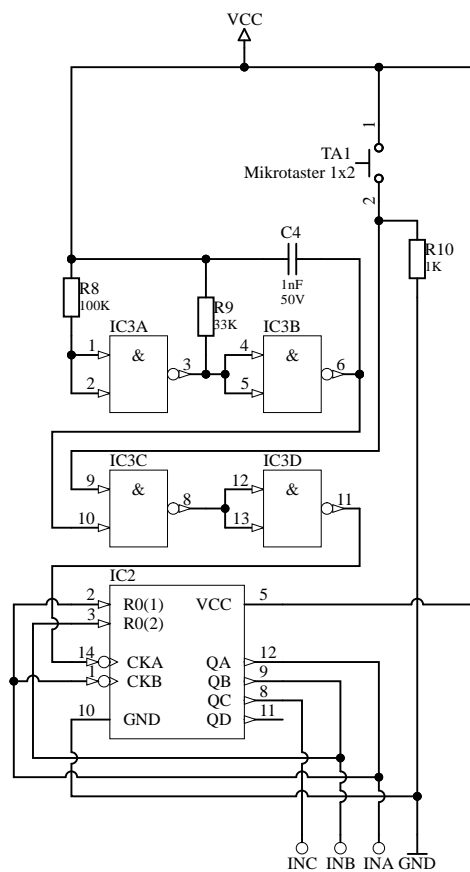 VCC
1
TA1
Mikrotaster 1x2
2
C4
R10
1K
1nF
50V
R8
100K
R9
33K
IC3A
IC3B
1
&
3
4
&
6
2
5
IC3C
IC3D
9
&
8
12
&
11
10
13
IC2
2
R0(1)
VCC
5
3
R0(2)
14
CKA
QA
12
1
CKB
QB
9
QC
8
10
GND
QD
11
INC
INB
INA
GND